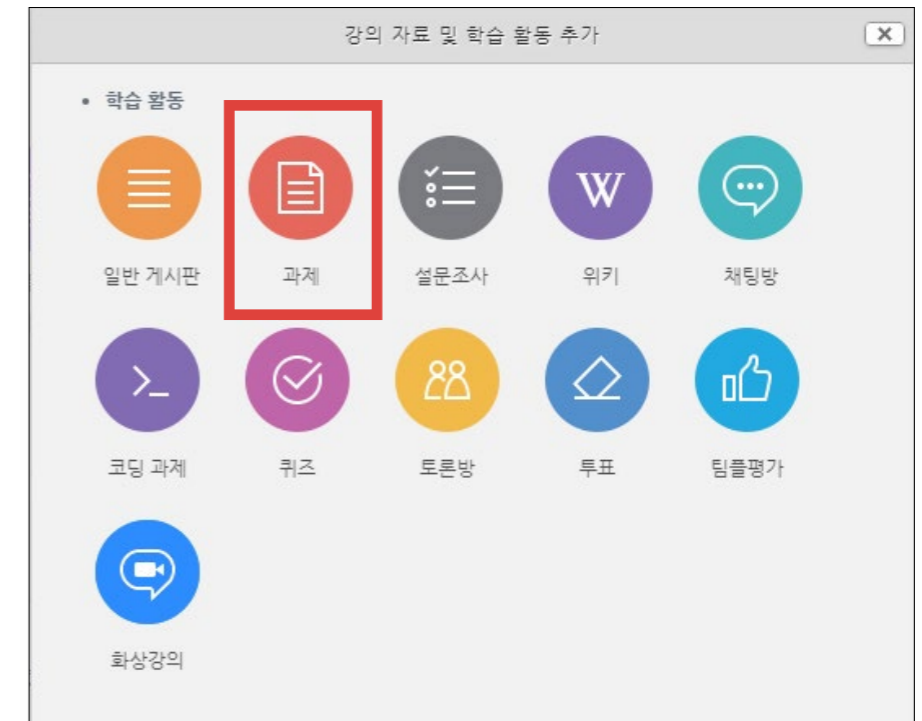 강의 자료 및 학습 활동 추가
• 학습 활동
일반 게시판 과제 설문조사 위키 채팅방
코딩 과제 퀴즈 토론방 투표 팀플평가
화상강의